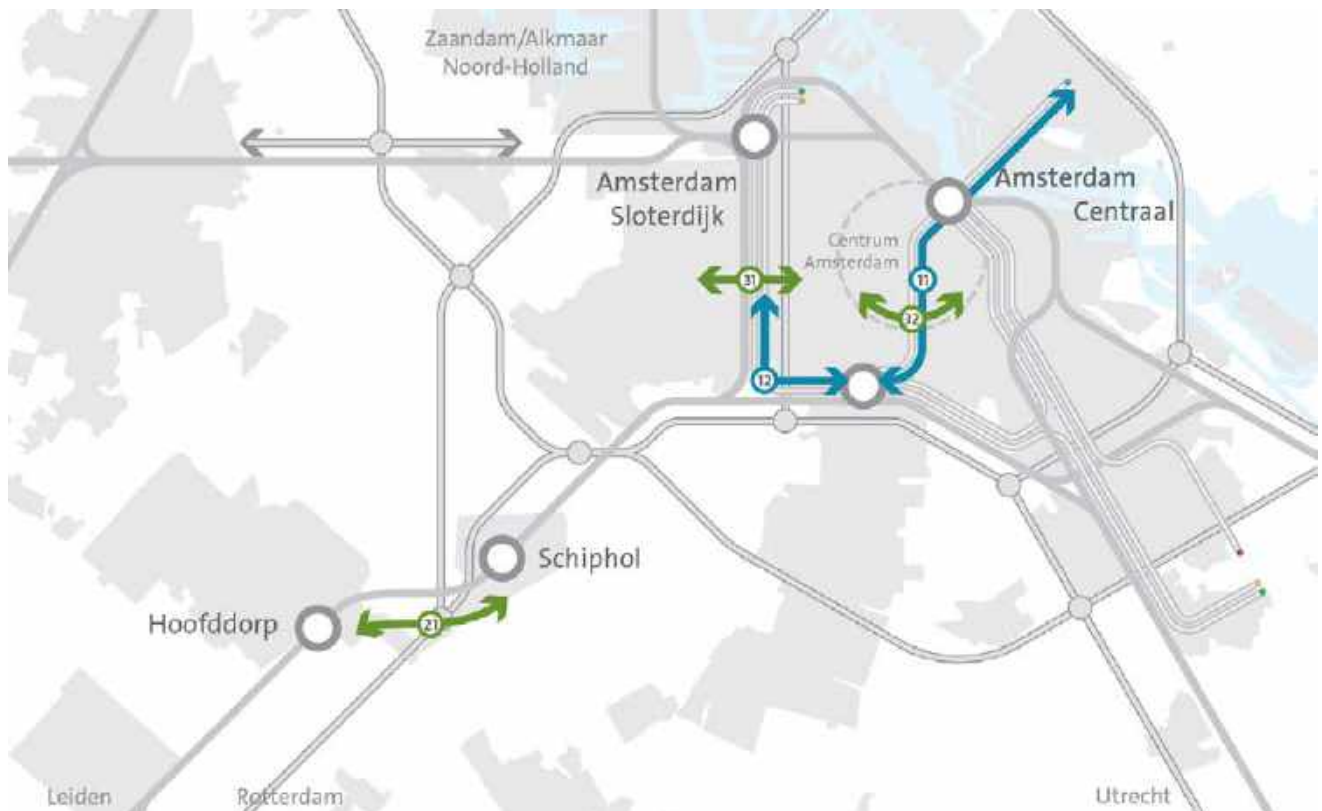 Zaandam/Alkmaar
Noord-Holland
Amsterdam
Sloterdijk
Amsterdam
Centraal
Centrum
Amsterdam
31
11
32
12
Schiphol
Hoofddorp
21
Leiden
Rotterdam
Utrecht